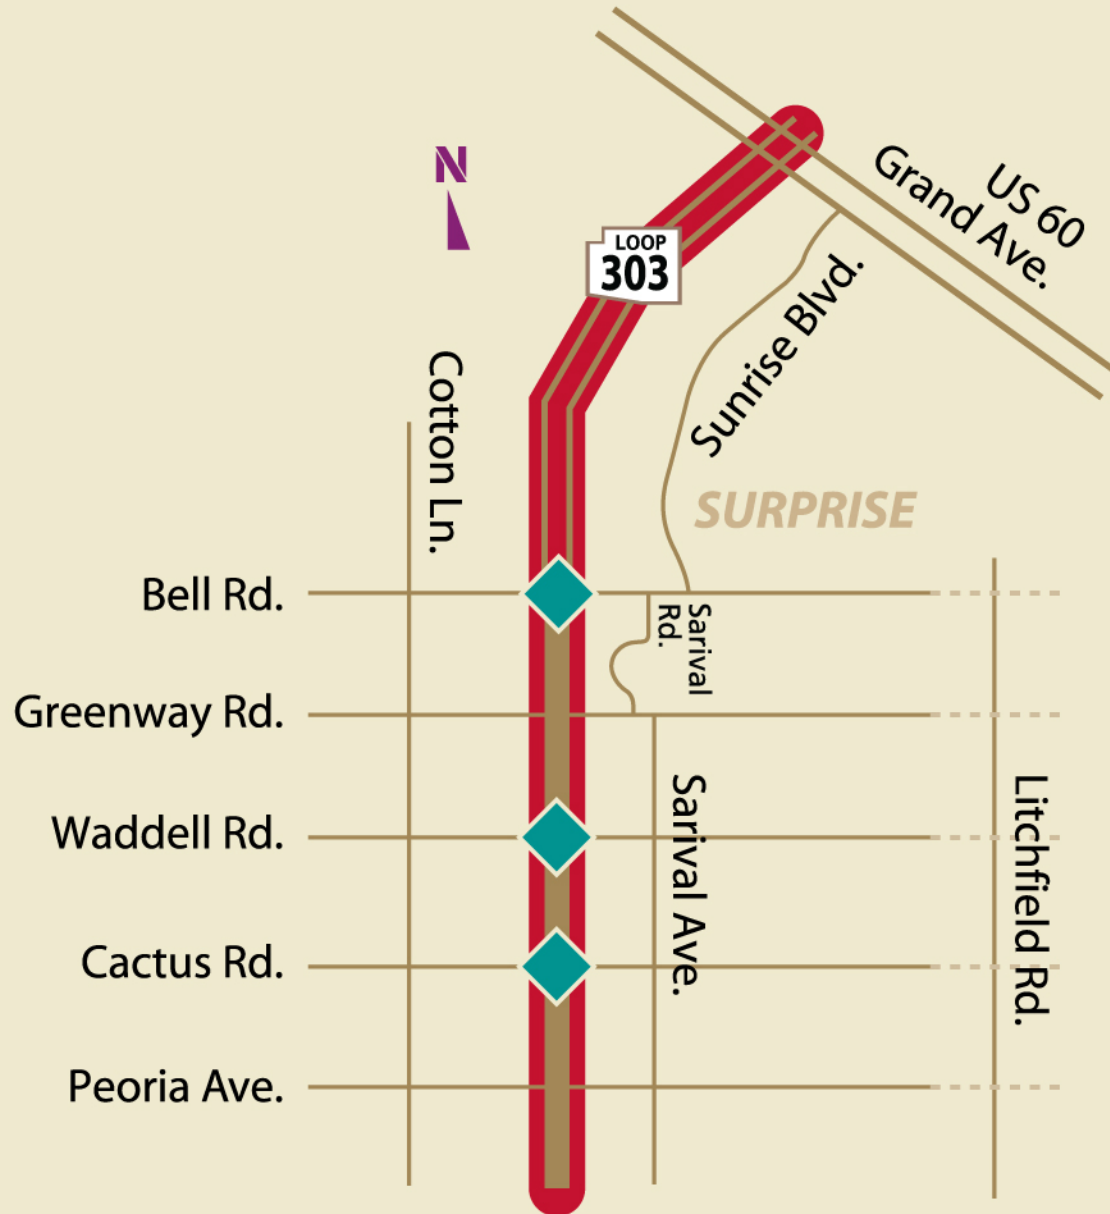 US 60
Grand Ave.
N
LOOP
303
Sunrise Blvd.
Cotton Ln.
SURPRISE
Bell Rd.
Sarival
Rd.
Greenway Rd.
Waddell Rd.
Sarival Ave.
Litchfield Rd.
Cactus Rd.
Peoria Ave.